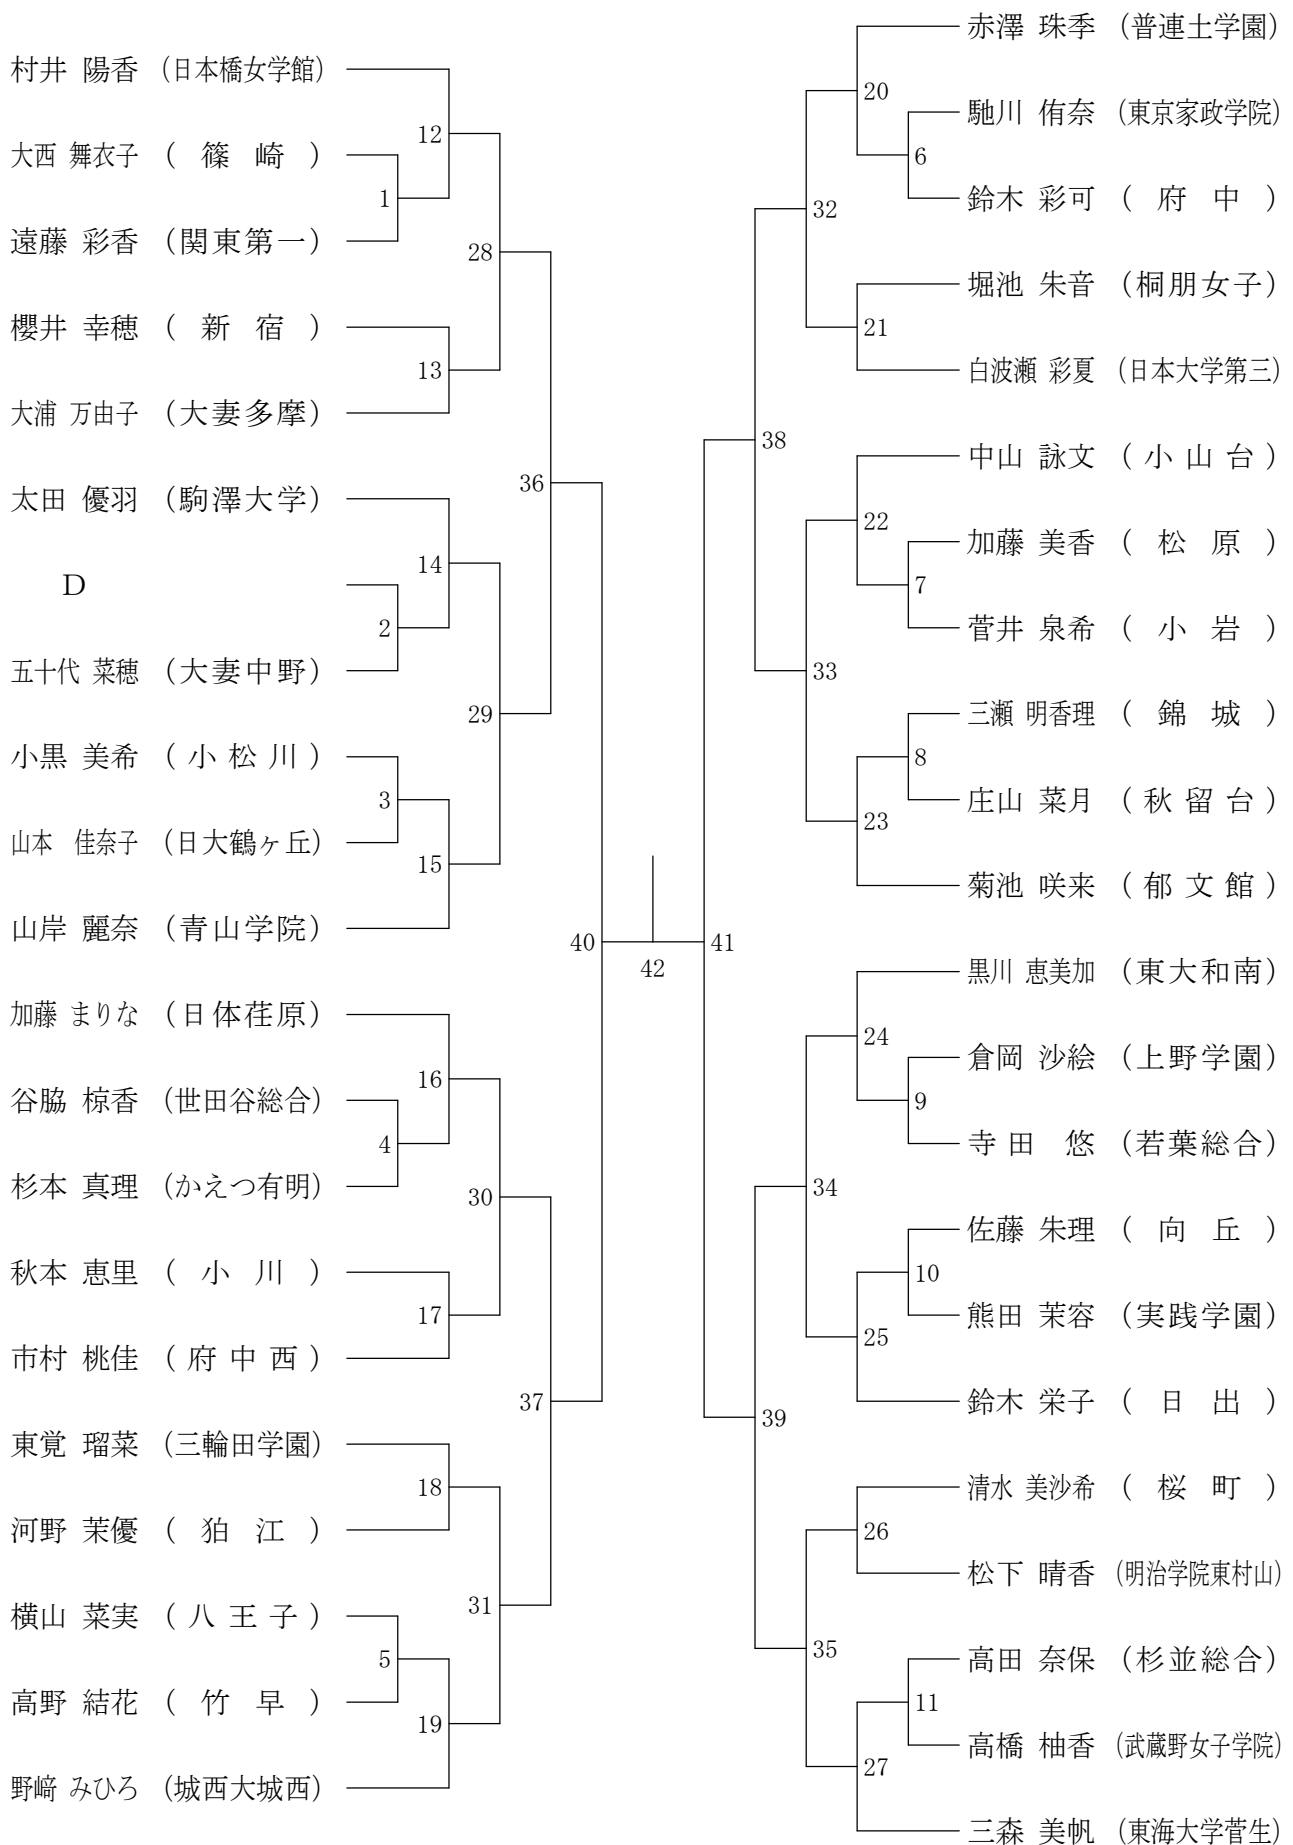 村井 陽香 (日本橋女学館)
12
大西 舞衣子 ( 篠 崎 )
1
遠藤 彩香 (関東第一)
28
櫻井 幸穂 ( 新 宿 )
13
大浦 万由子 (大妻多摩)
36
太田 優羽 (駒澤大学)
14
D
2
五十代 菜穂 (大妻中野)
29
小黒 美希 (小松川)
3
山本 佳奈子 (日大鶴ヶ丘)
15
山岸 麗奈 (青山学院)
40
加藤 まりな (日体荏原)
16
谷脇 椋香 (世田谷総合)
4
杉本 真理 (かえつ有明)
30
秋本 恵里 ( 小 川 )
17
市村 桃佳 (府中西)
37
東覚 瑠菜 (三輪田学園)
18
河野 茉優 ( 狛 江 )
31
横山 菜実 (八王子)
5
高野 結花 ( 竹 早 )
19
野﨑 みひろ (城西大城西)
42
赤澤 珠季 (普連土学園)
20
馳川 侑奈 (東京家政学院)
6
鈴木 彩可 ( 府 中 )
32
堀池 朱音 (桐朋女子)
21
白波瀬 彩夏 (日本大学第三)
38
中山 詠文 (小山台)
22
加藤 美香 ( 松 原 )
7
菅井 泉希 ( 小 岩 )
33
三瀬 明香理 ( 錦 城 )
8
庄山 菜月 (秋留台)
23
菊池 咲来 (郁文館)
41
黒川 恵美加 (東大和南)
24
倉岡 沙絵 (上野学園)
9
寺田 悠 (若葉総合)
34
佐藤 朱理 ( 向 丘 )
10
熊田 茉容 (実践学園)
25
鈴木 栄子 ( 日 出 )
39
清水 美沙希 ( 桜 町 )
26
松下 晴香 (明治学院東村山)
35
高田 奈保 (杉並総合)
11
高橋 柚香 (武蔵野女子学院)
27
三森 美帆 (東海大学菅生)